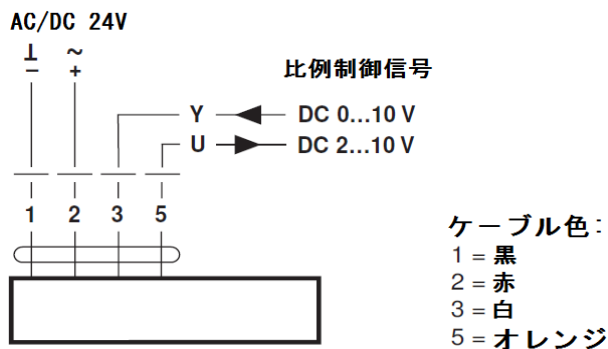 AC/DC 24V
⊥ ~
− +
比例制御信号
Y DC 0...10 V
U DC 2...10 V
1 2 3 5
ケーブル色:
1 = 黒
2 = 赤
3 = 白
5 = オレンジ